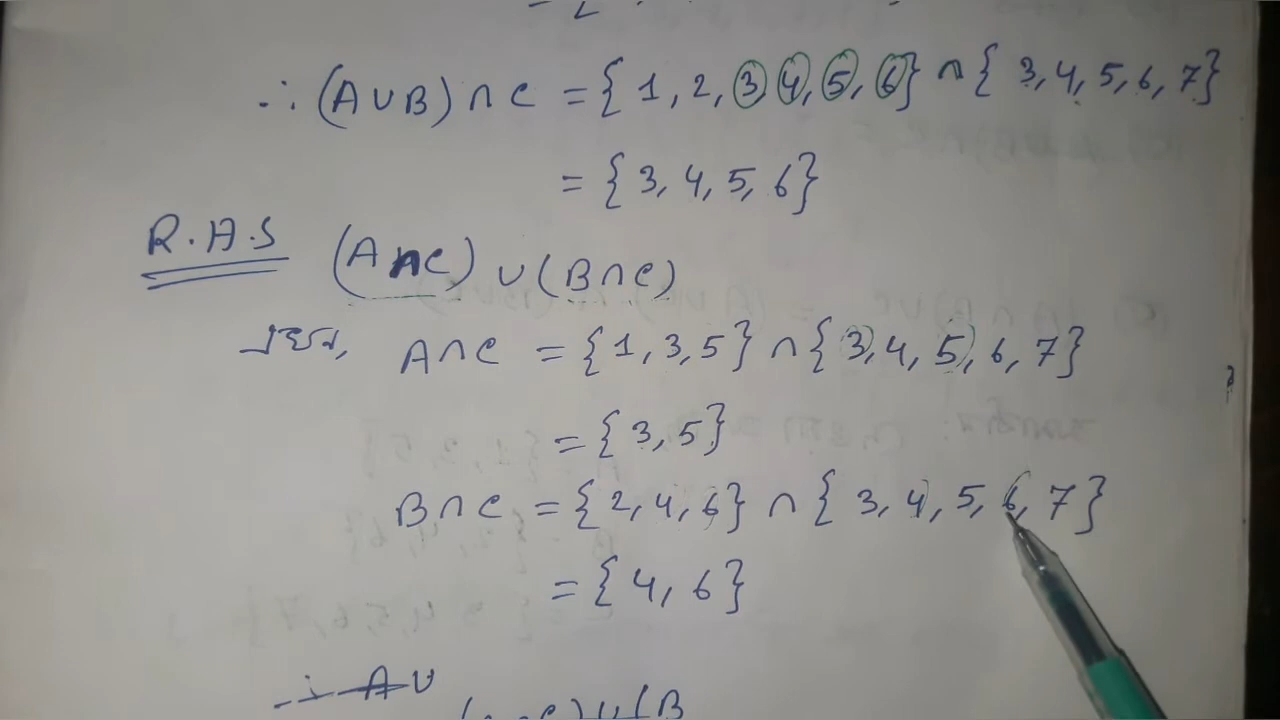 ∴ (A∪B) ∩ C = {1, 2, 3, 4, 5, 6} ∩ {3, 4, 5, 6, 7}
= {3, 4, 5, 6}
R.H.S (A∩C) ∪ (B∩C)
এখন, A∩C = {1, 3, 5} ∩ {3, 4, 5, 6, 7}
= {3, 5}
B∩C = {2, 4, 6} ∩ {3, 4, 5, 6, 7}
= {4, 6}
∴ A∪